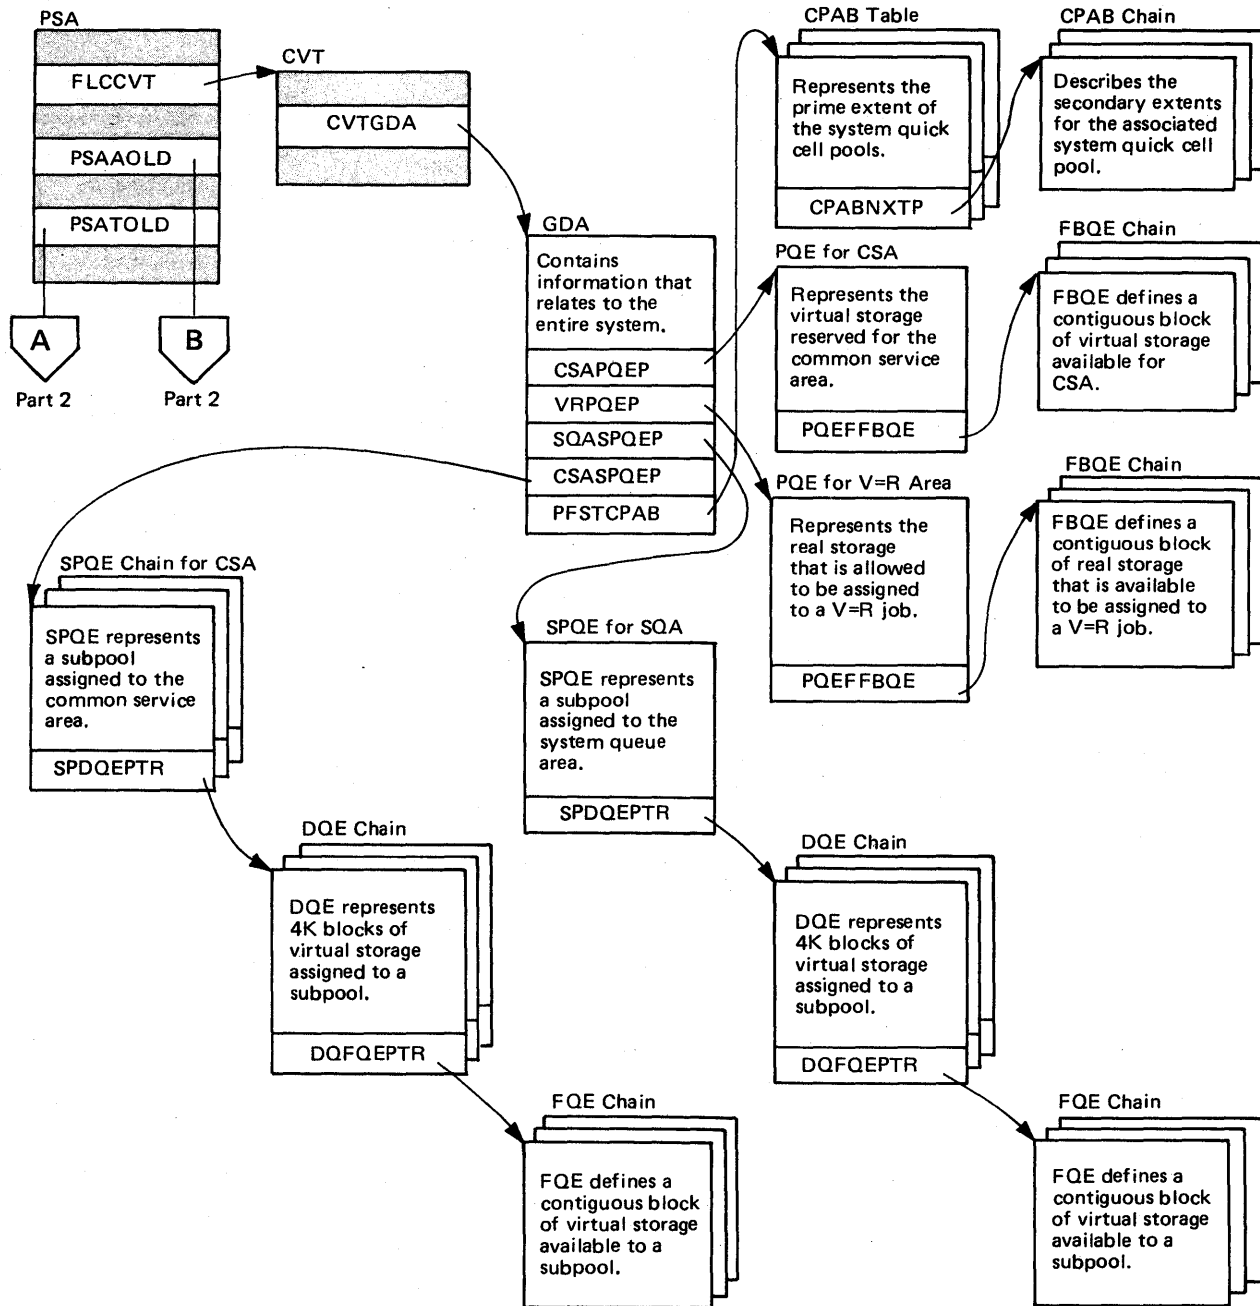 PSA
FLCCVT
PSAAOLD
PSATOLD
A
Part 2
B
Part 2
CVT
CVTGDA
GDA
Contains
information that
relates to the
entire system.
CSAPQEP
VRPQEP
SQASPQEP
CSASPQEP
PFSTCPAB
CPAB Table
Represents the
prime extent of
the system quick
cell pools.
CPABNXTP
CPAB Chain
Describes the
secondary extents
for the associated
system quick cell
pool.
PQE for CSA
Represents the
virtual storage
reserved for the
common service
area.
PQEFFBQE
FBQE Chain
FBQE defines a
contiguous block
of virtual storage
available for
CSA.
PQE for V=R Area
Represents the
real storage
that is allowed
to be assigned
to a V=R job.
PQEFFBQE
FBQE Chain
FBQE defines a
contiguous block
of real storage
that is available
to be assigned to
a V=R job.
SPQE Chain for CSA
SPQE represents
a subpool
assigned to the
common service
area.
SPDQEPTR
SPQE for SQA
SPQE represents
a subpool
assigned to the
system queue
area.
SPDQEPTR
DQE Chain
DQE represents
4K blocks of
virtual storage
assigned to a
subpool.
DQFQEPTR
DQE Chain
DQE represents
4K blocks of
virtual storage
assigned to a
subpool.
DQFQEPTR
FQE Chain
FQE defines a
contiguous block
of virtual storage
available to a
subpool.
FQE Chain
FQE defines a
contiguous block
of virtual storage
available to a
subpool.